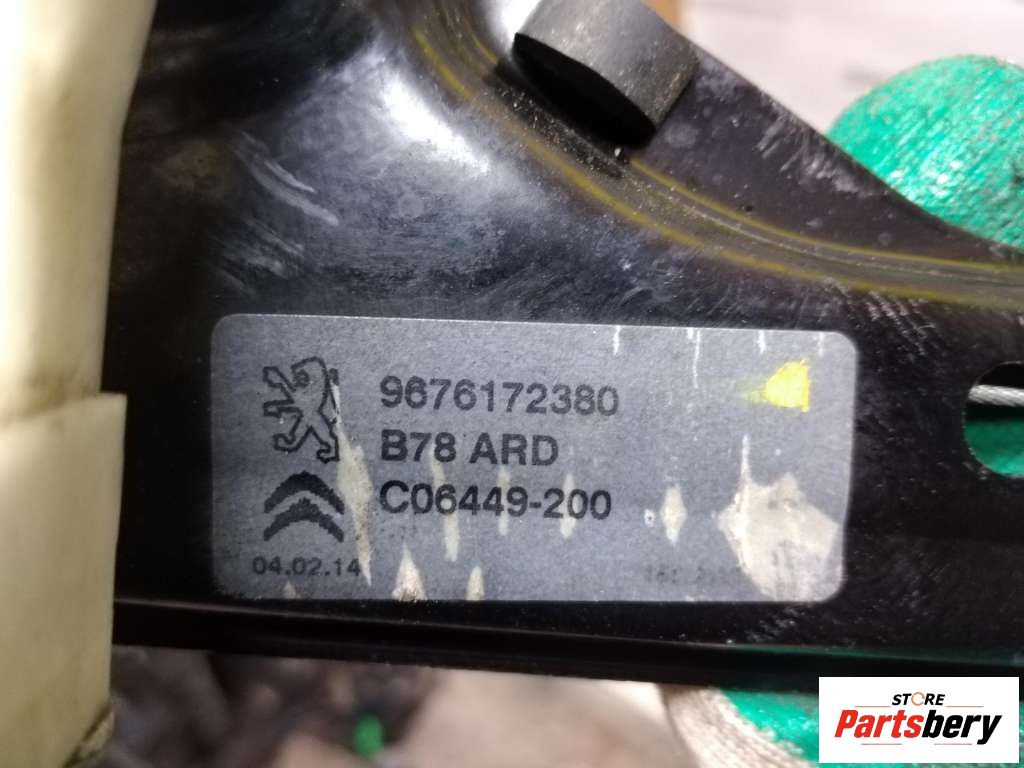 9676172380
B78 ARD
C06449-200
04.02.14
STORE
Partsbery